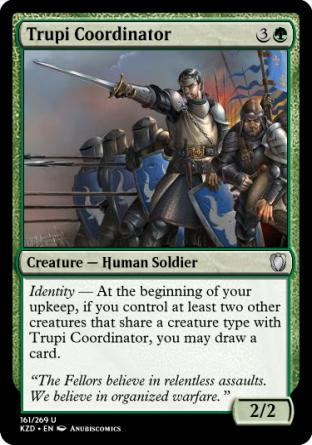 Trupi Coordinator 3
Creature — Human Soldier
Identity — At the beginning of your
upkeep, if you control at least two other
creatures that share a creature type with
Trupi Coordinator, you may draw a
card.
“The Fellors believe in relentless assaults.
We believe in organized warfare.”
2/2
161/269 U
KZD • EN Anubiscomics